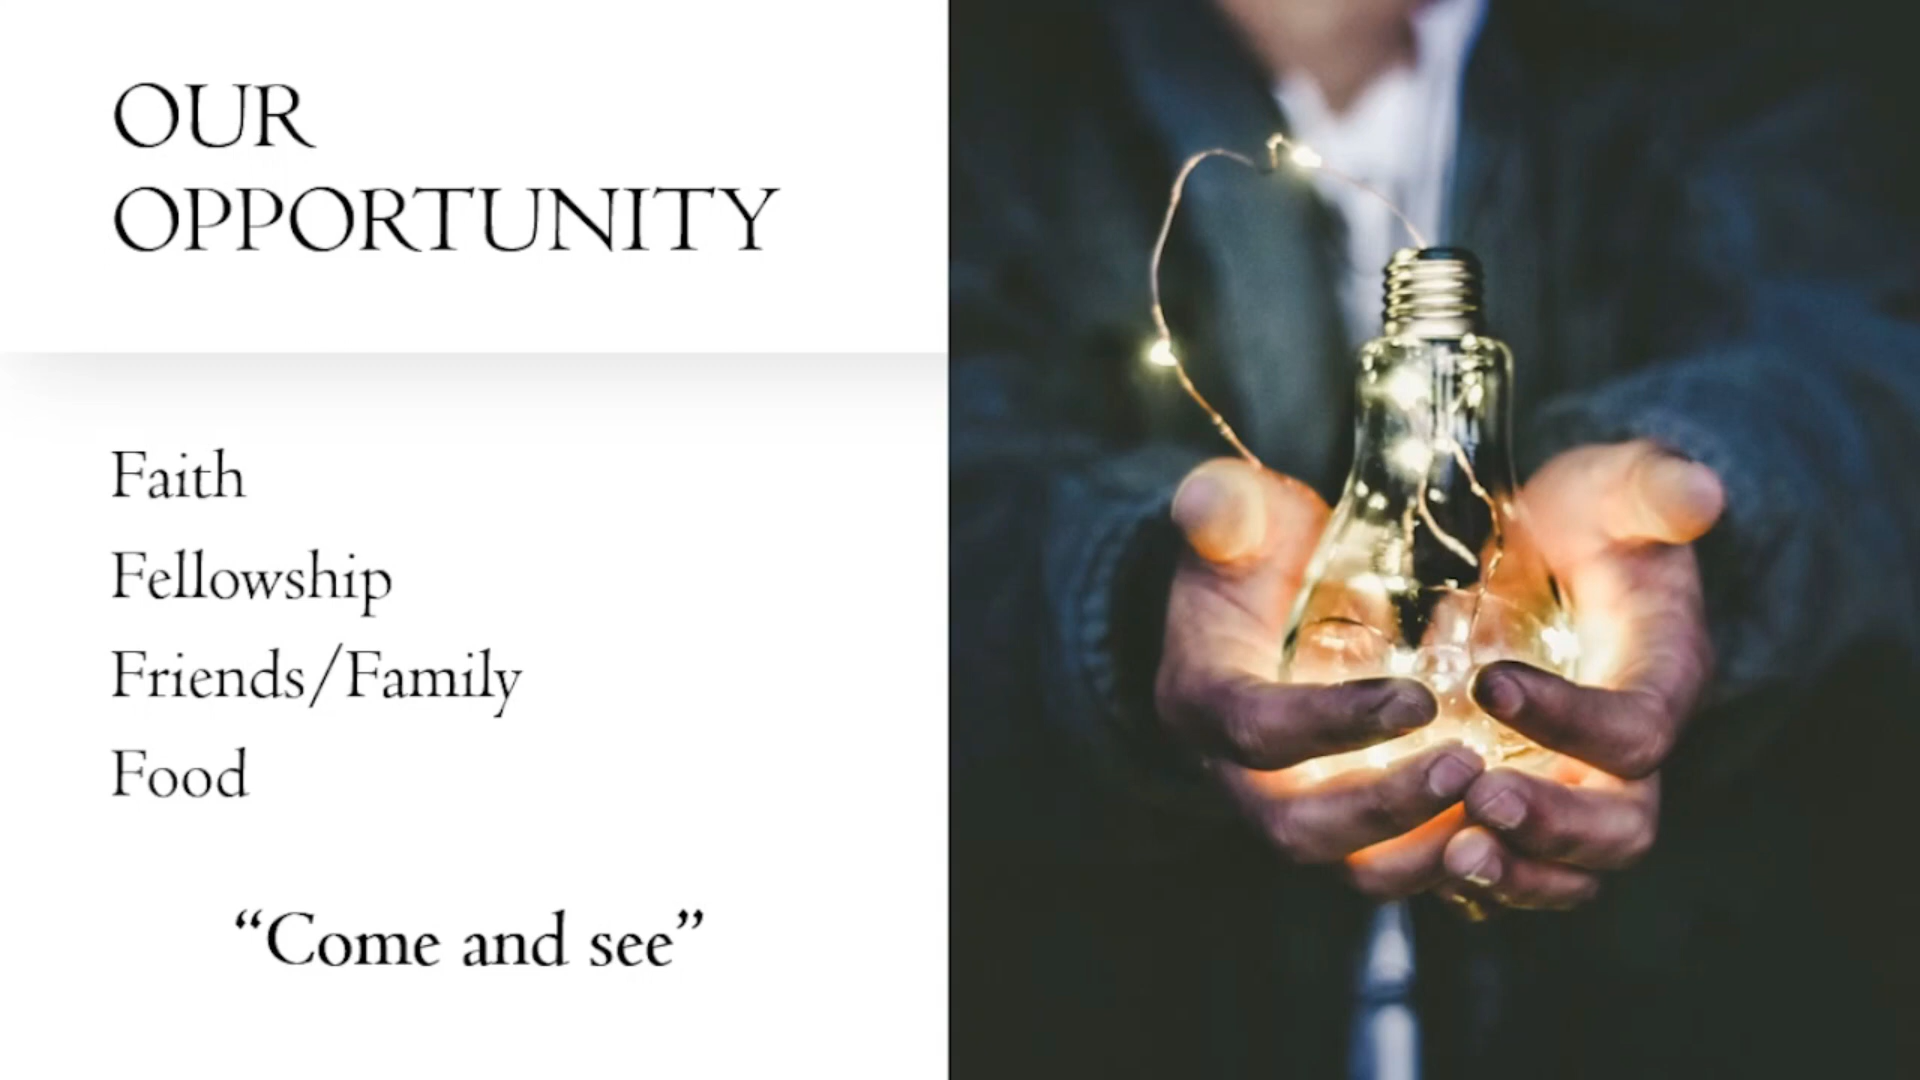 OUR
OPPORTUNITY
Faith
Fellowship
Friends/Family
Food
“Come and see”